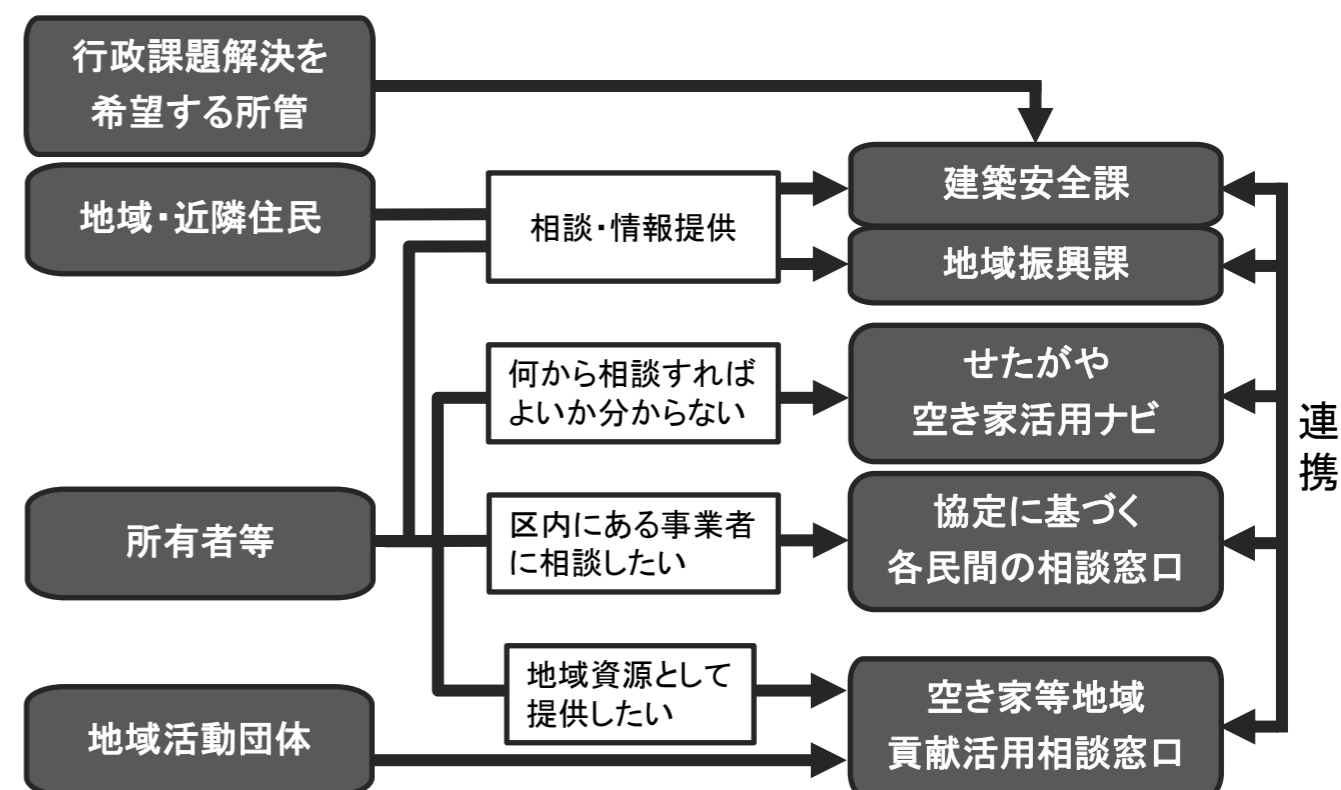 行政課題解決を
希望する所管
地域・近隣住民
所有者等
地域活動団体
相談・情報提供
何から相談すれば
よいか分からない
区内にある事業者
に相談したい
地域資源として
提供したい
建築安全課
地域振興課
せたがや
空き家活用ナビ
協定に基づく
各民間の相談窓口
空き家等地域
貢献活用相談窓口
連携